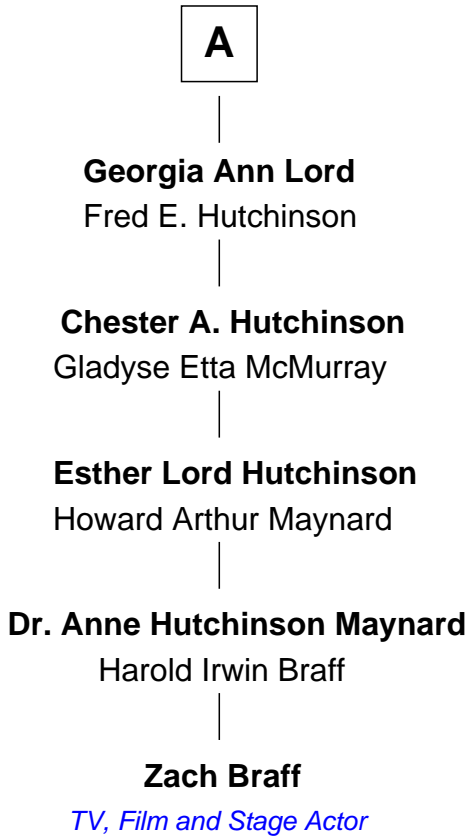 A
Georgia Ann Lord
Fred E. Hutchinson
Chester A. Hutchinson
Gladyse Etta McMurray
Esther Lord Hutchinson
Howard Arthur Maynard
Dr. Anne Hutchinson Maynard
Harold Irwin Braff
Zach Braff
TV, Film and Stage Actor